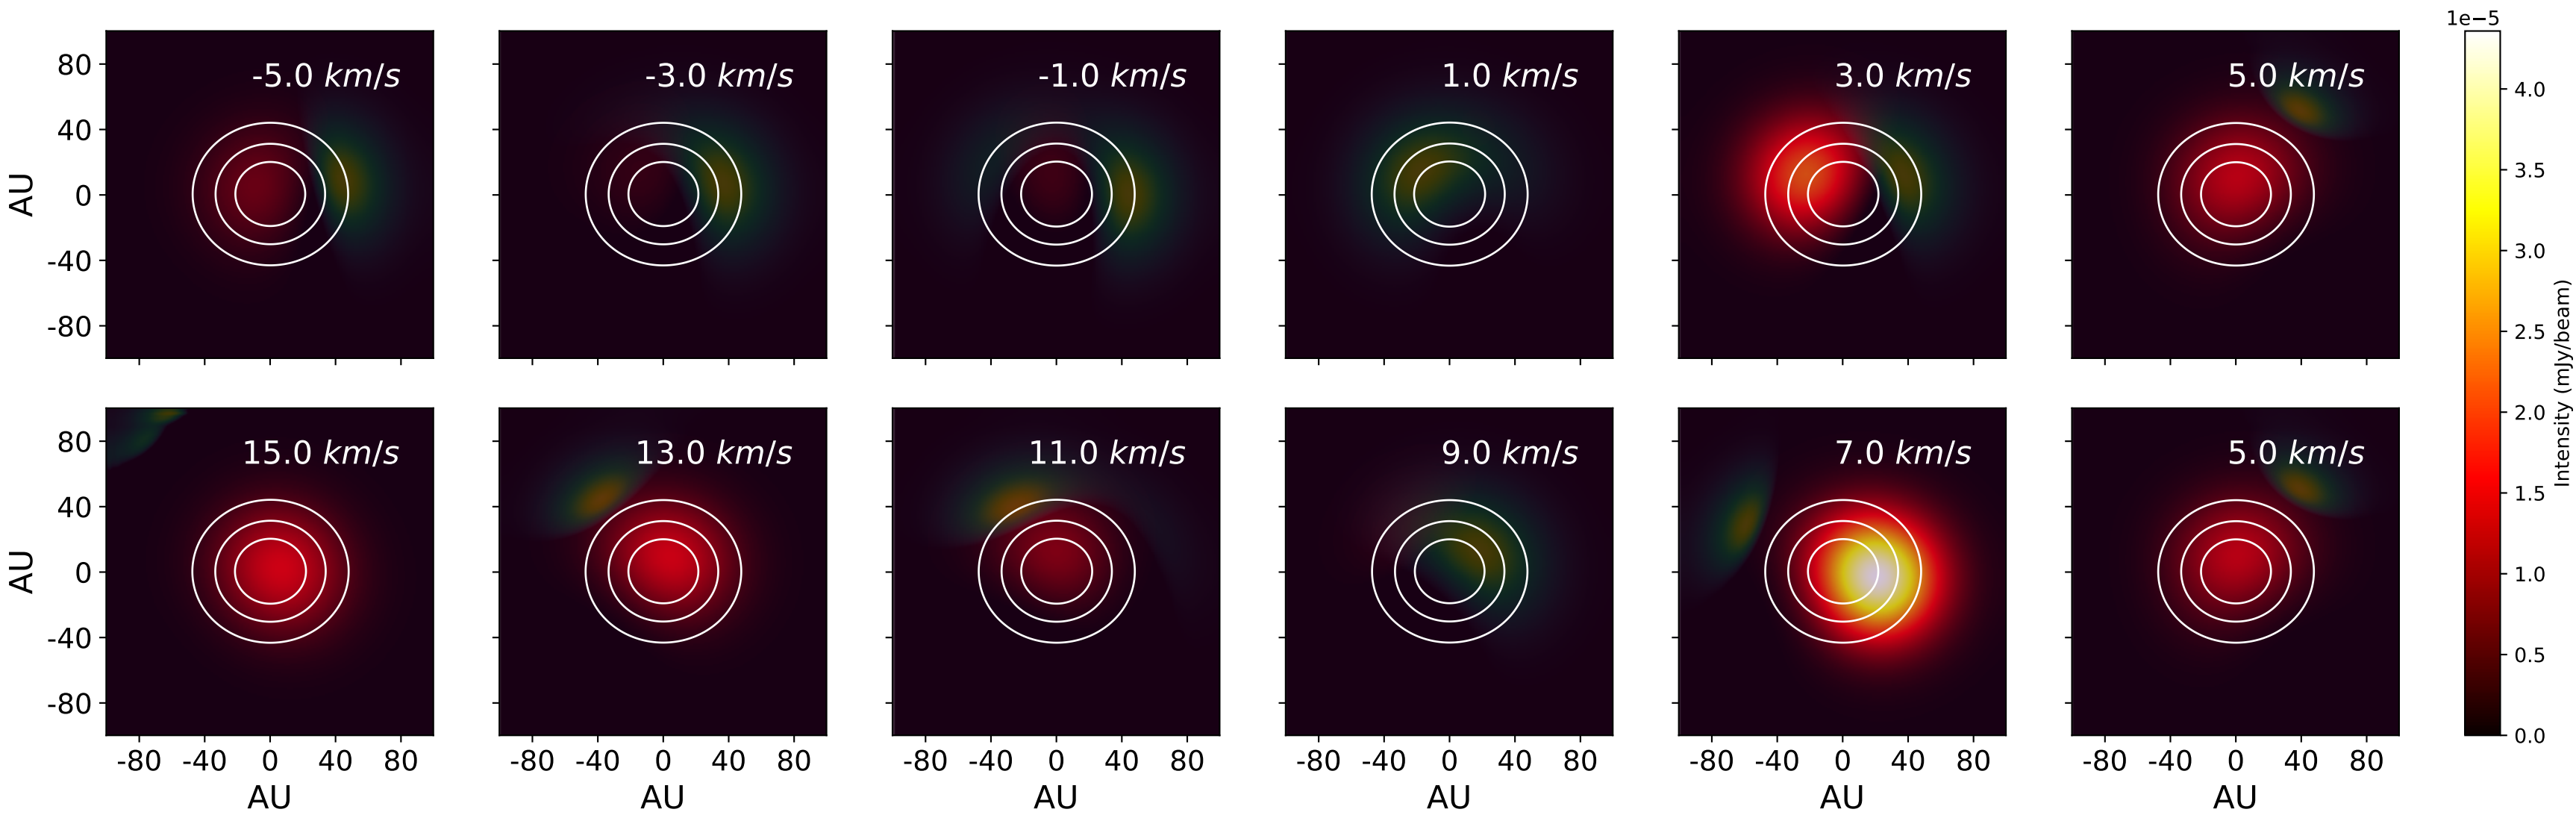 1e−5
-5.0 km/s
-3.0 km/s
-1.0 km/s
1.0 km/s
3.0 km/s
5.0 km/s
80
40
0
-40
-80
AU
15.0 km/s
13.0 km/s
11.0 km/s
9.0 km/s
7.0 km/s
5.0 km/s
80
40
0
-40
-80
AU
-80 -40 0 40 80
-80 -40 0 40 80
-80 -40 0 40 80
-80 -40 0 40 80
-80 -40 0 40 80
-80 -40 0 40 80
AU
AU
AU
AU
AU
AU
4.0
3.5
3.0
2.5
2.0
1.5
1.0
0.5
0.0
Intensity (mJy/beam)